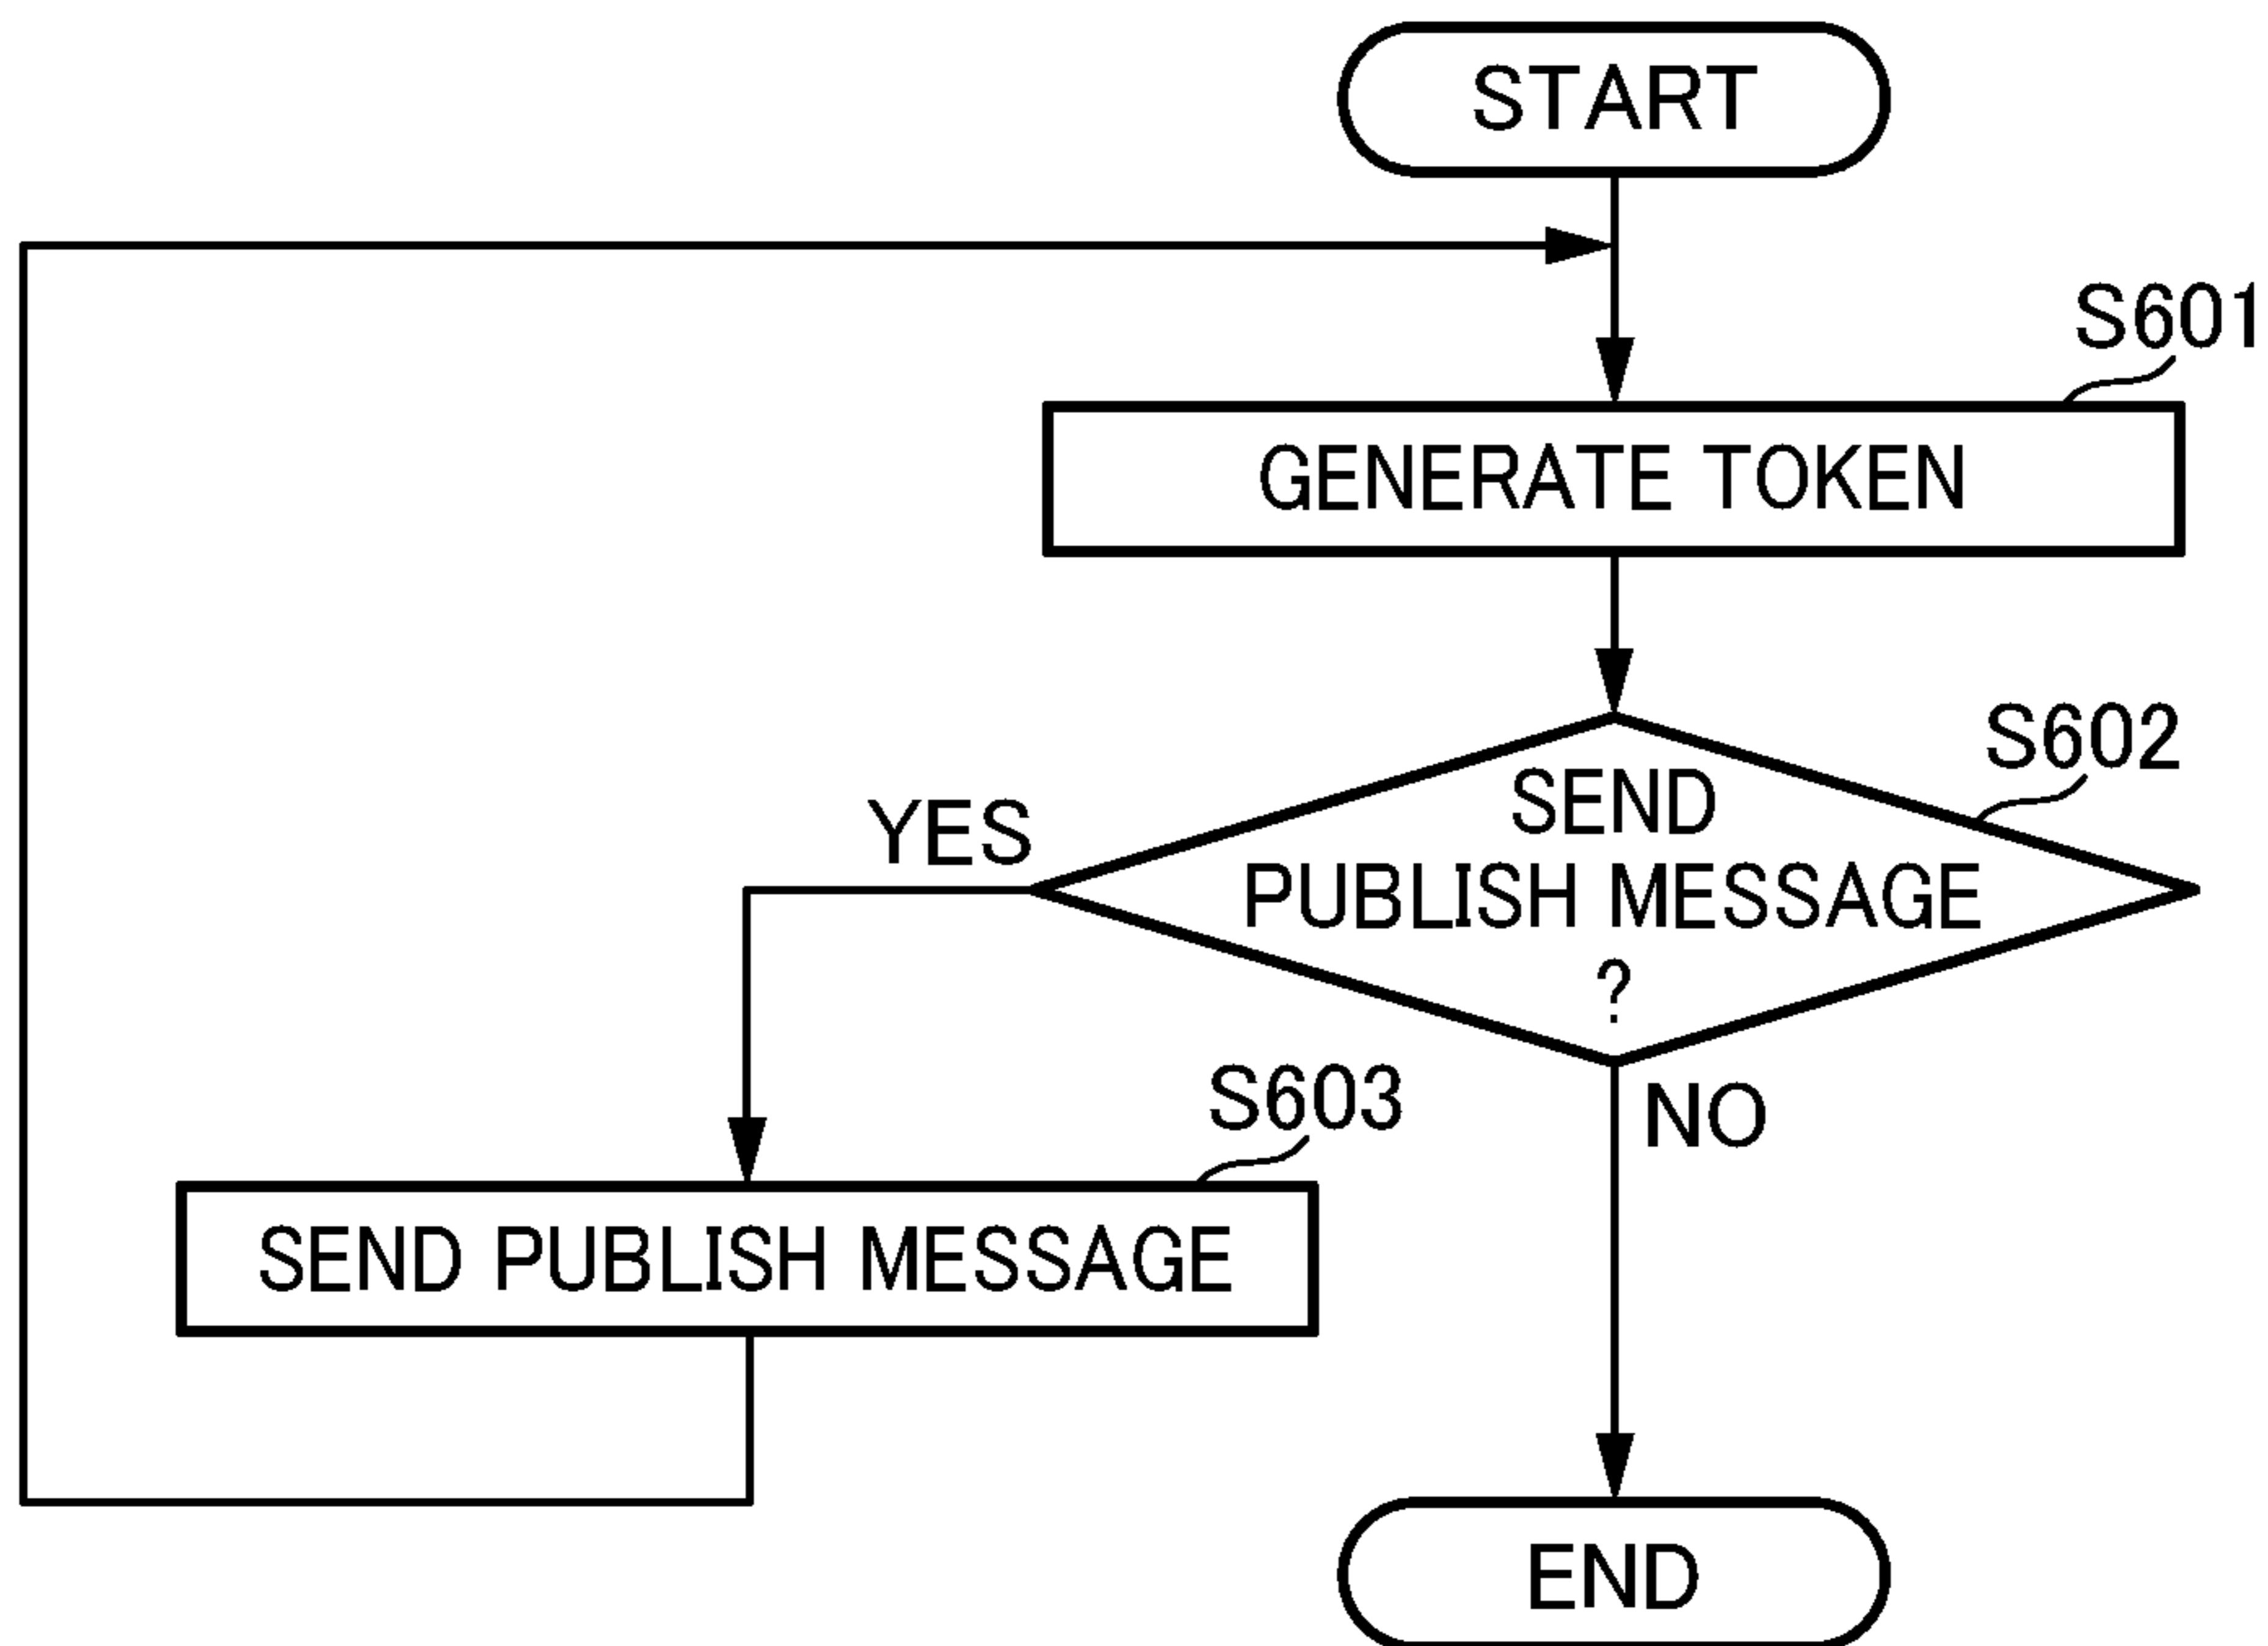 START
S601
GENERATE TOKEN
S602
SEND
PUBLISH MESSAGE
?
YES
NO
S603
SEND PUBLISH MESSAGE
END